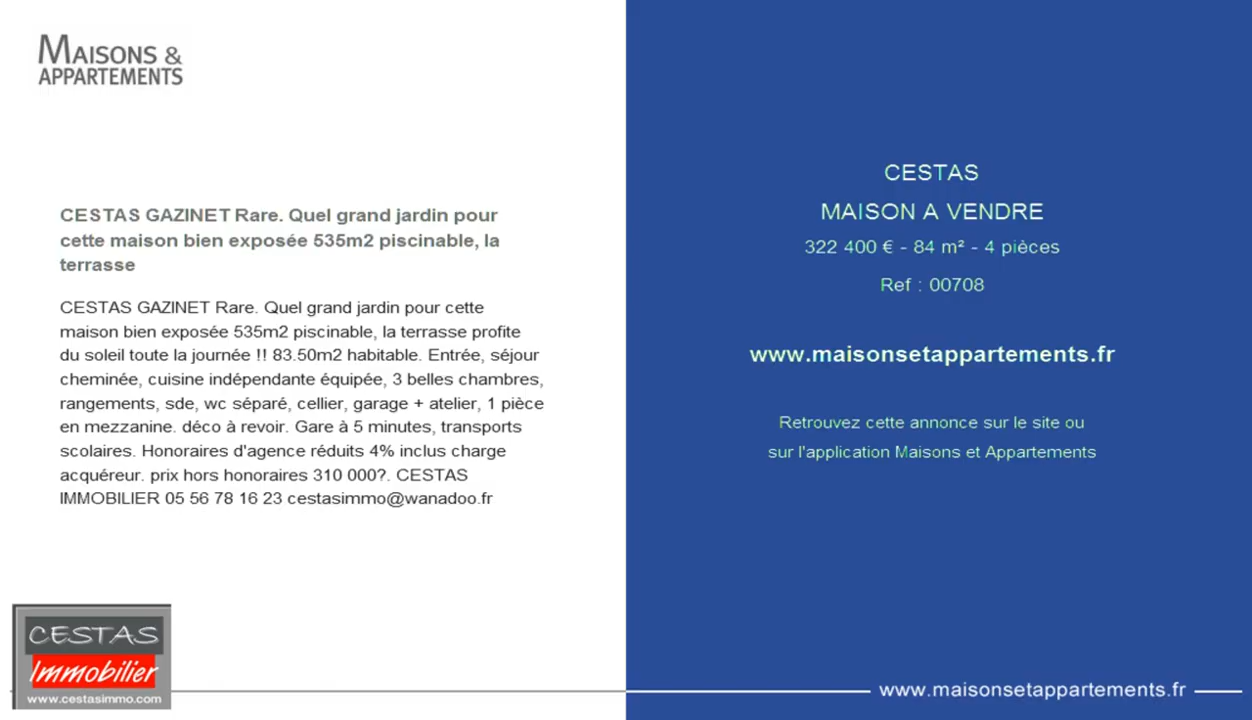 MAISONS &
APPARTEMENTS
CESTAS GAZINET Rare. Quel grand jardin pour
cette maison bien exposée 535m2 piscinable, la
terrasse
CESTAS GAZINET Rare. Quel grand jardin pour cette
maison bien exposée 535m2 piscinable, la terrasse profite
du soleil toute la journée !! 83.50m2 habitable. Entrée, séjour
cheminée, cuisine indépendante équipée, 3 belles chambres,
rangements, sde, wc séparé, cellier, garage + atelier, 1 pièce
en mezzanine. déco à revoir. Gare à 5 minutes, transports
scolaires. Honoraires d'agence réduits 4% inclus charge
acquéreur. prix hors honoraires 310 000?. CESTAS
IMMOBILIER 05 56 78 16 23 cestasimmo@wanadoo.fr
CESTAS
Immobilier
www.cestasimmo.com
CESTAS
MAISON A VENDRE
322 400 € - 84 m² - 4 pièces
Ref : 00708
www.maisonsetappartements.fr
Retrouvez cette annonce sur le site ou
sur l'application Maisons et Appartements
www.maisonsetappartements.fr